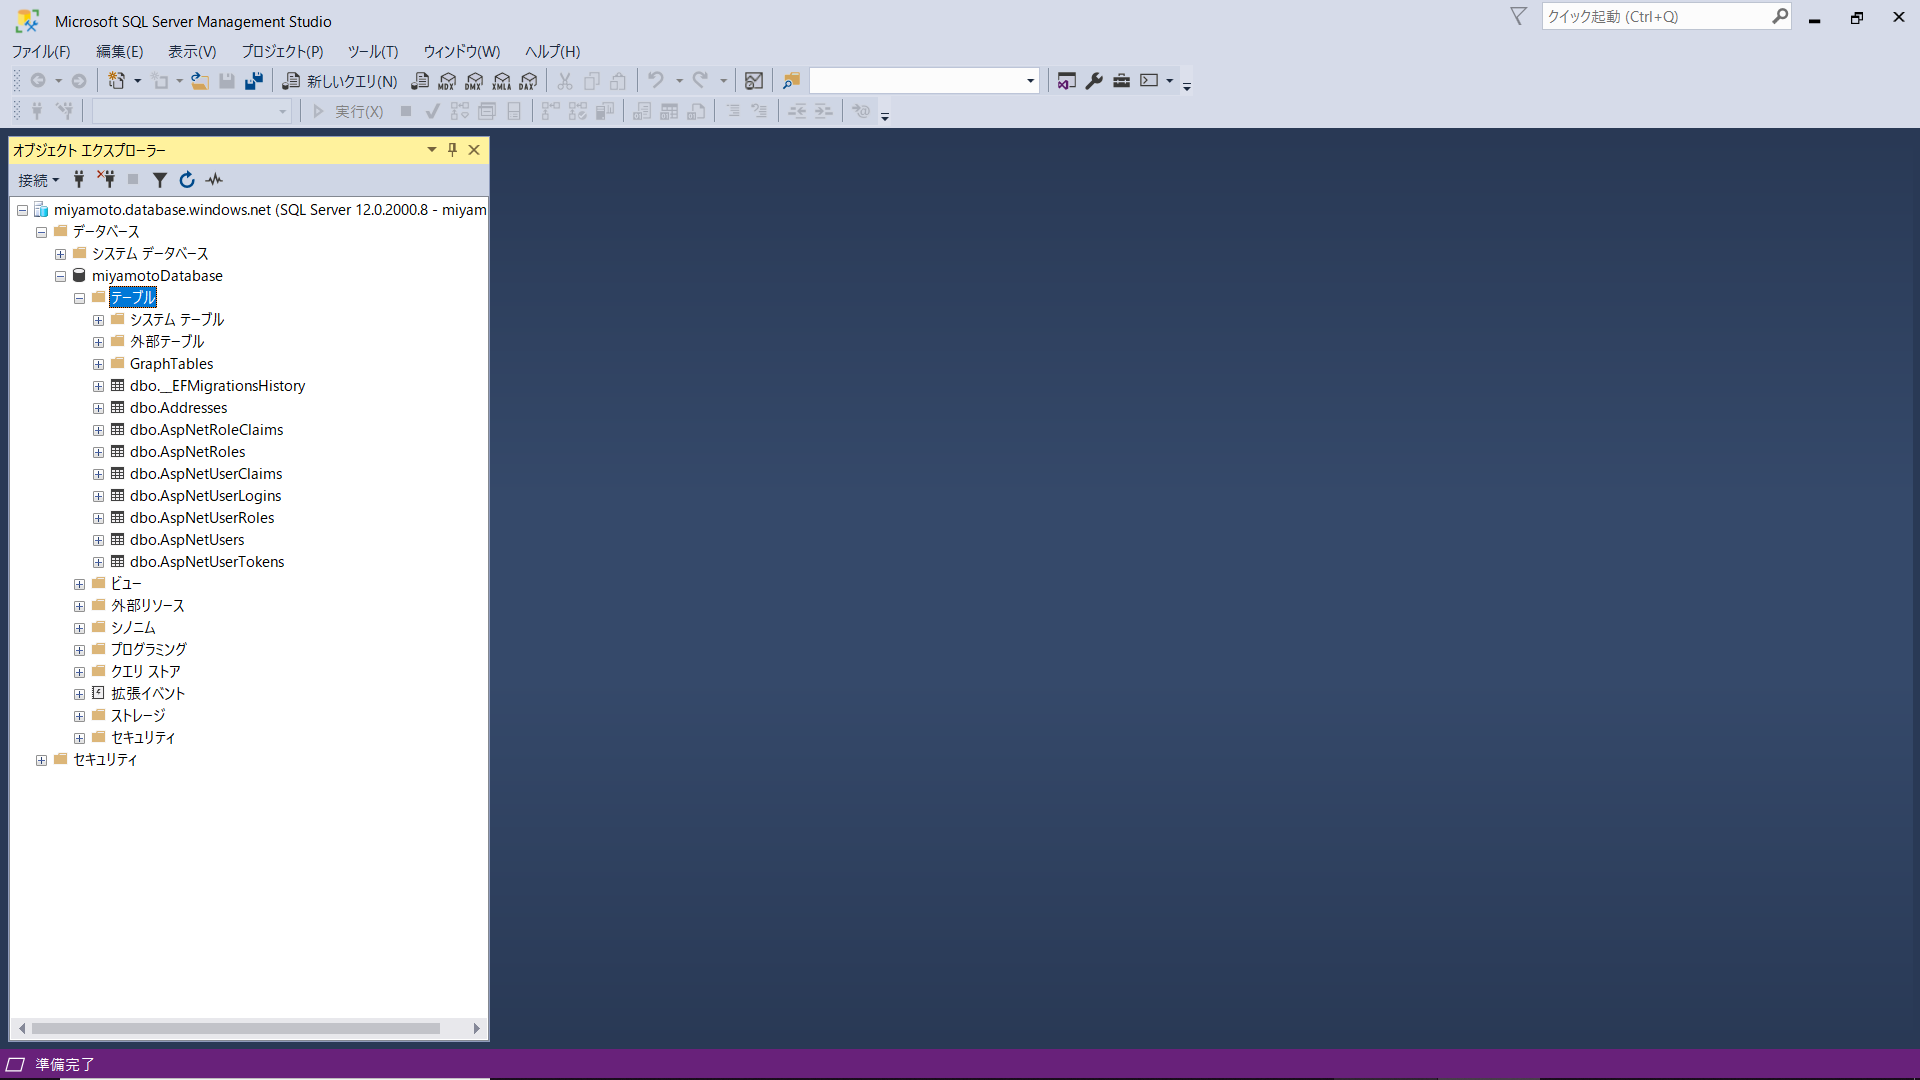 Microsoft SQL Server Management Studio
クイック起動 (Ctrl+Q)
ファイル(F) 編集(E) 表示(V) プロジェクト(P) ツール(T) ウィンドウ(W) ヘルプ(H)
新しいクエリ(N) MDX DMX XMLA DAX
実行(X)
オブジェクト エクスプローラー
接続
miyamoto.database.windows.net (SQL Server 12.0.2000.8 - miyam
データベース
システム データベース
miyamotoDatabase
テーブル
システム テーブル
外部テーブル
GraphTables
dbo.__EFMigrationsHistory
dbo.Addresses
dbo.AspNetRoleClaims
dbo.AspNetRoles
dbo.AspNetUserClaims
dbo.AspNetUserLogins
dbo.AspNetUserRoles
dbo.AspNetUsers
dbo.AspNetUserTokens
ビュー
外部リソース
シノニム
プログラミング
クエリ ストア
拡張イベント
ストレージ
セキュリティ
セキュリティ
準備完了